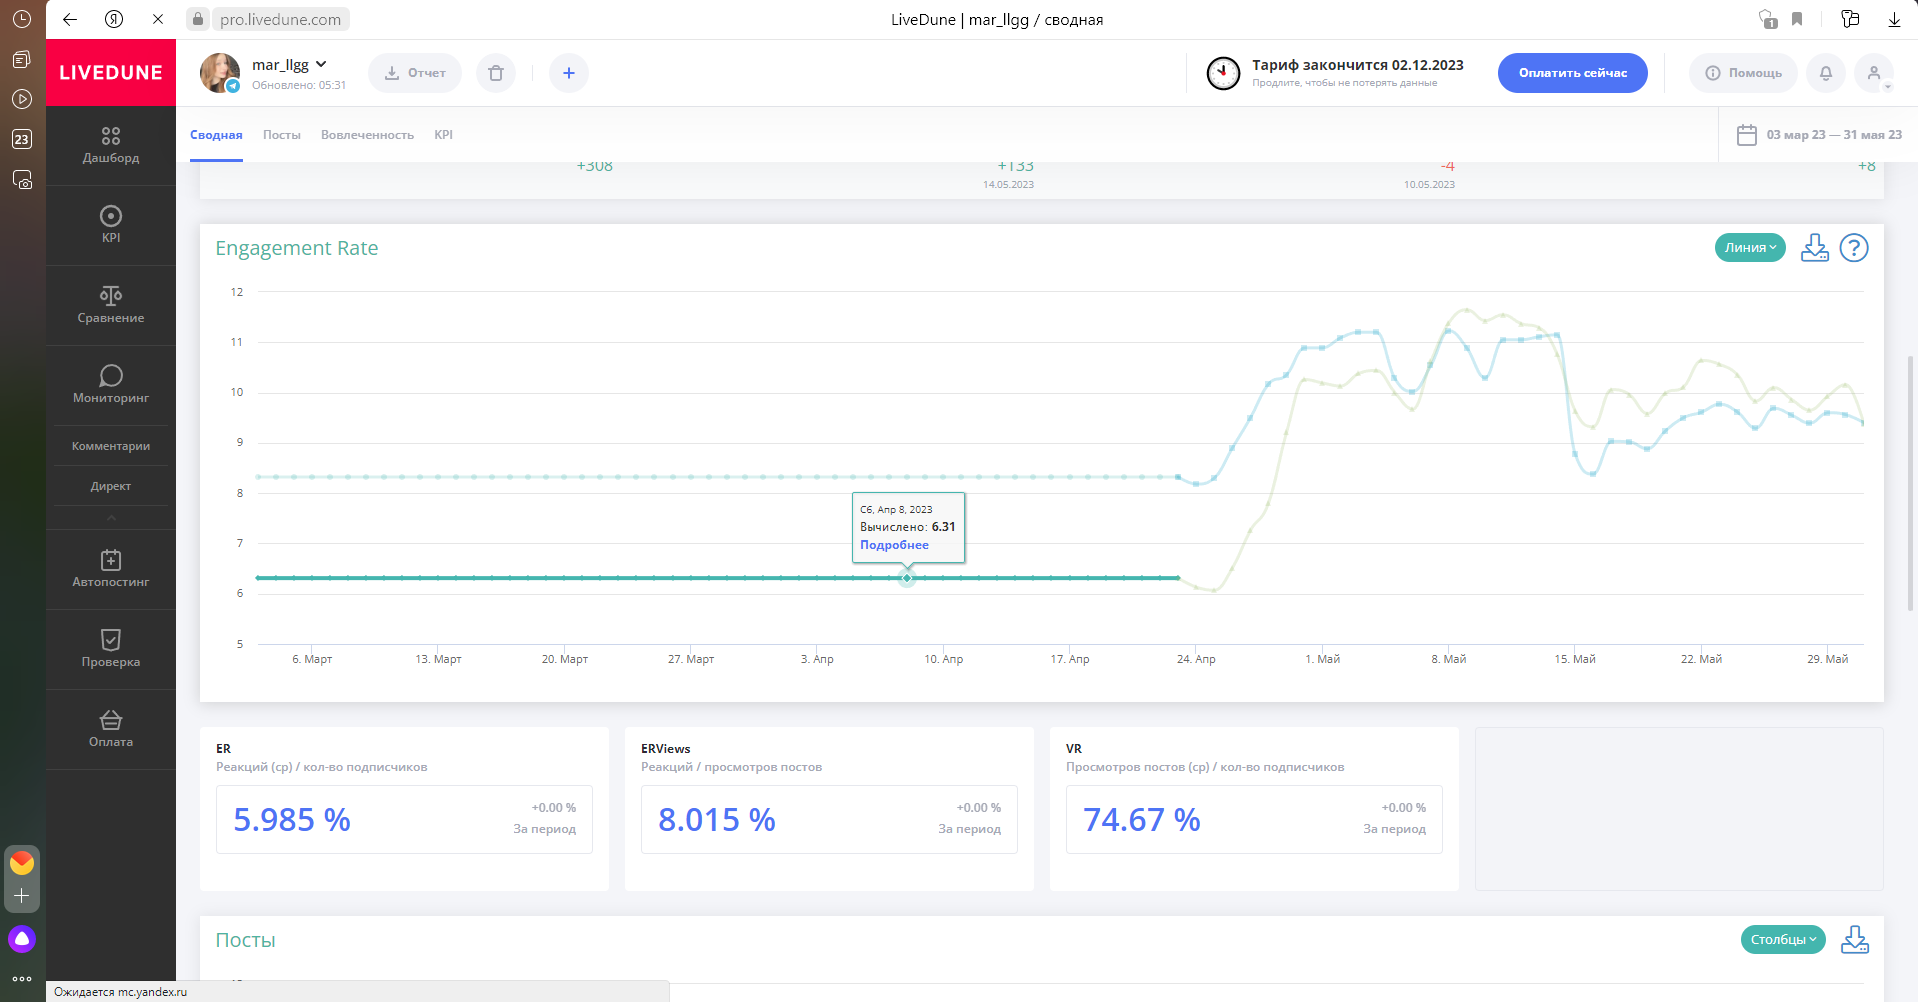 pro.livedune.com
LiveDune | mar_llgg / сводная
1
23
LIVEDUNE
mar_llgg
Обновлено: 05:31
Отчет
Тариф закончится 02.12.2023
Продлите, чтобы не потерять данные
Оплатить сейчас
Помощь
Сводная
Посты
Вовлеченность
KPI
03 мар 23 — 31 мая 23
Дашборд
KPI
Сравнение
Мониторинг
Комментарии
Директ
Автопостинг
Проверка
Оплата
+308
+133
14.05.2023
-4
10.05.2023
+8
Engagement Rate
Линия
12
11
10
9
8
7
6
5
Сб, Апр 8, 2023
Вычислено: 6.31
Подробнее
6. Март
13. Март
20. Март
27. Март
3. Апр
10. Апр
17. Апр
24. Апр
1. Май
8. Май
15. Май
22. Май
29. Май
ER
Реакций (ср) / кол-во подписчиков
5.985 %
+0.00 %
За период
ERViews
Реакций / просмотров постов
8.015 %
+0.00 %
За период
VR
Просмотров постов (ср) / кол-во подписчиков
74.67 %
+0.00 %
За период
Посты
Столбцы
Ожидается mc.yandex.ru